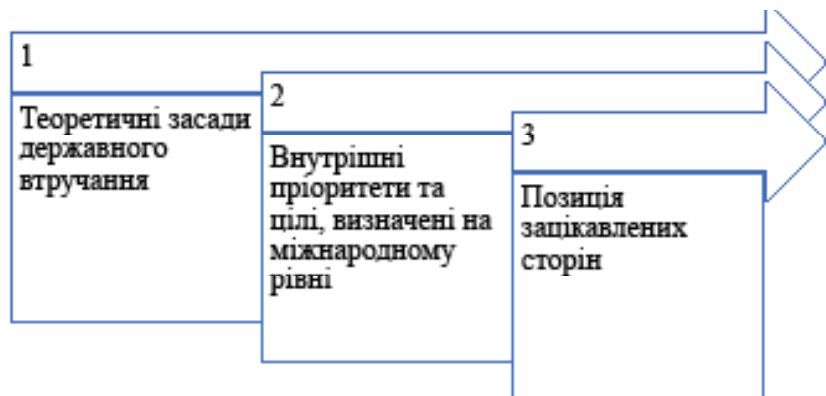 1
Теоретичні засади
державного
втручання
2
Внутрішні
пріоритети та
цілі, визначені на
міжнародному
рівні
3
Позиція
зацікавлених
сторін